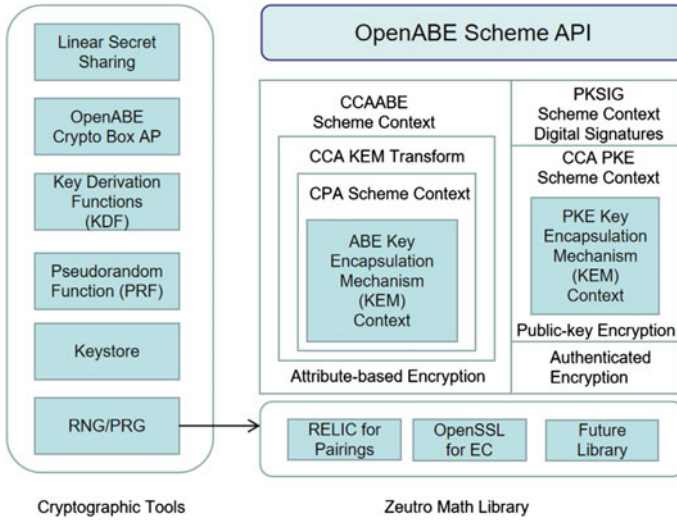 Linear Secret
Sharing
OpenABE
Crypto Box AP
Key Derivation
Functions
(KDF)
Pseudorandom
Function (PRF)
Keystore
RNG/PRG
Cryptographic Tools
OpenABE Scheme API
CCAABE
Scheme Context
CCA KEM Transform
CPA Scheme Context
ABE Key
Encapsulation
Mechanism
(KEM)
Context
Attribute-based Encryption
PKSIG
Scheme Context
Digital Signatures
CCA PKE
Scheme Context
PKE Key
Encapsulation
Mechanism
(KEM)
Context
Public-key Encryption
Authenticated
Encryption
RELIC for
Pairings
OpenSSL
for EC
Future
Library
Zeutro Math Library